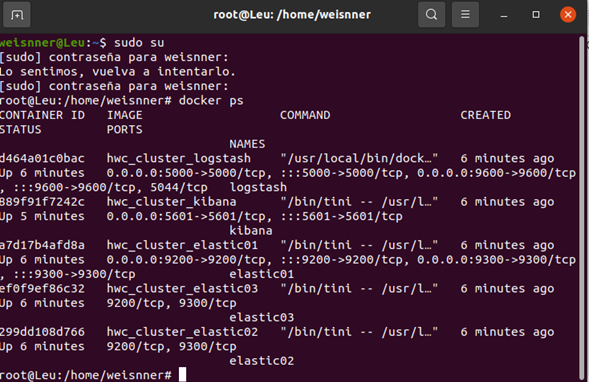 root@Leu: /home/weisnner
weisnner@Leu:~$ sudo su
[sudo] contraseña para weisnner:
Lo sentimos, vuelva a intentarlo.
[sudo] contraseña para weisnner:
root@Leu:/home/weisnner# docker ps
CONTAINER ID IMAGE COMMAND CREATED
STATUS PORTS
NAMES
d464a01c0bac hwc_cluster_logstash "/usr/local/bin/dock…" 6 minutes ago
Up 6 minutes 0.0.0.0:5000->5000/tcp, :::5000->5000/tcp, 0.0.0.0:9600->9600/tcp
, :::9600->9600/tcp, 5044/tcp logstash
889f91f7242c hwc_cluster_kibana "/bin/tini -- /usr/l…" 6 minutes ago
Up 5 minutes 0.0.0.0:5601->5601/tcp, :::5601->5601/tcp
kibana
a7d17b4afd8a hwc_cluster_elastic01 "/bin/tini -- /usr/l…" 6 minutes ago
Up 6 minutes 0.0.0.0:9200->9200/tcp, :::9200->9200/tcp, 0.0.0.0:9300->9300/tcp
, :::9300->9300/tcp elastic01
ef0f9ef86c32 hwc_cluster_elastic03 "/bin/tini -- /usr/l…" 6 minutes ago
Up 6 minutes 9200/tcp, 9300/tcp
elastic03
299dd108d766 hwc_cluster_elastic02 "/bin/tini -- /usr/l…" 6 minutes ago
Up 6 minutes 9200/tcp, 9300/tcp
elastic02
root@Leu:/home/weisnner#